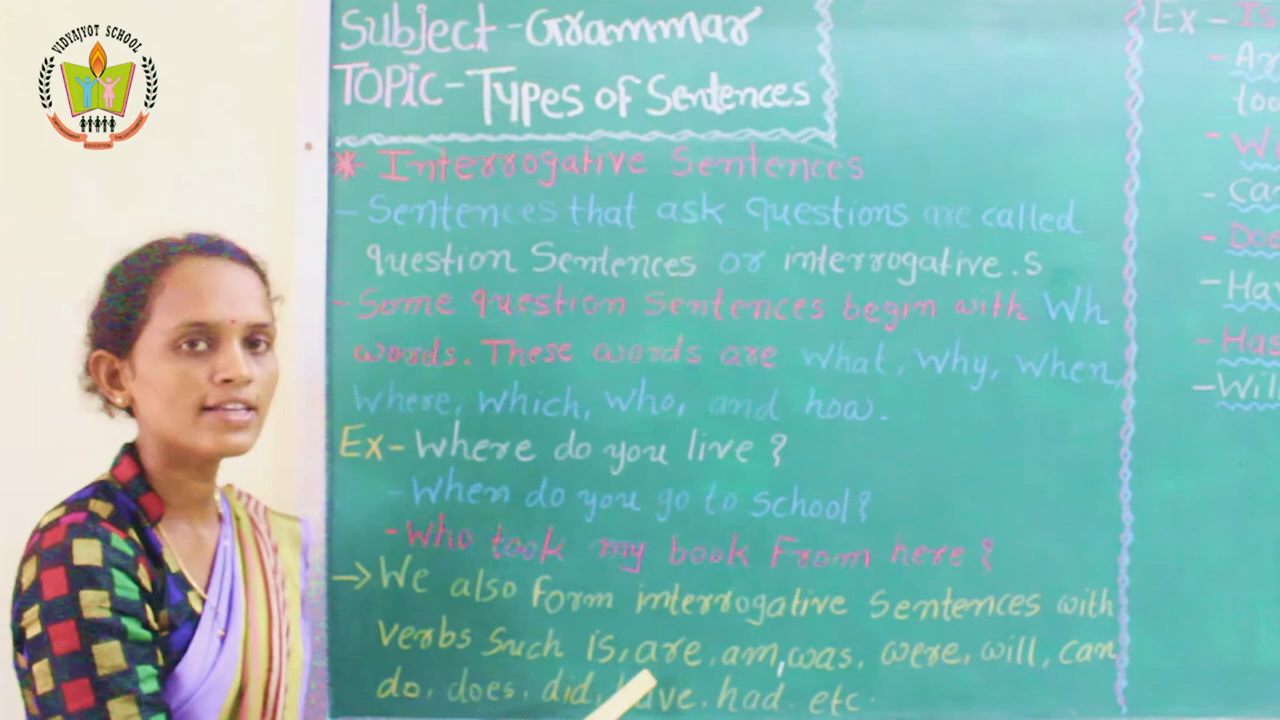 VIDYAJYOT SCHOOL
EDUCATION
Subject - Grammar
TOPIC - Types of Sentences
* - Interrogative Sentences
- Sentences that ask questions are called
question Sentences or interrogative. S
- Some question Sentences begin with Wh
words. These words are what, why, when,
where, which, who, and how.
Ex - Where do you live ?
- When do you go to school ?
- Who took my book From here ?
→ We also form interrogative Sentences with
verbs such is, are, am, was, were, will, can
do, does, did, have, had. etc.
Ex - Is
-
-
- Ca
- Doe
- Hav
- Has
- Wil